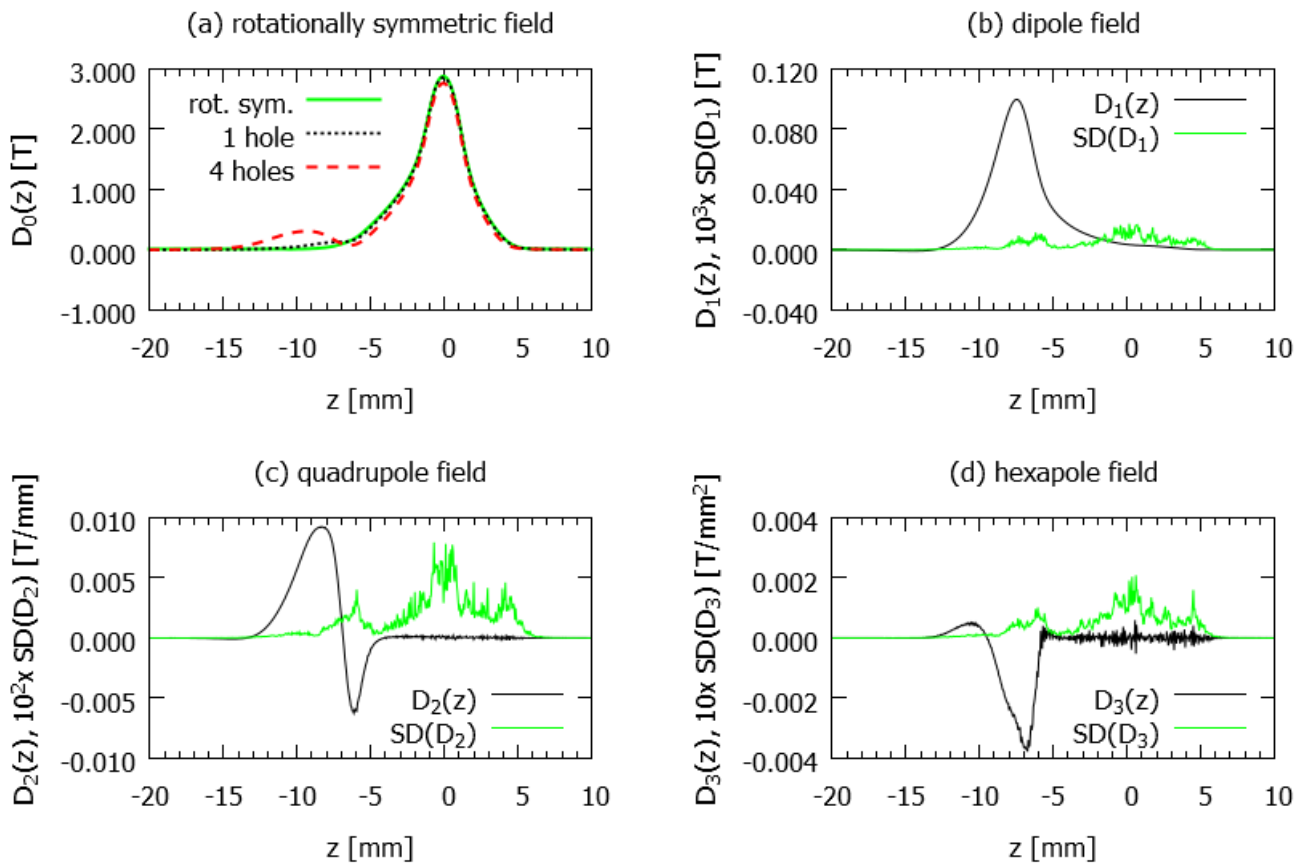 (a) rotationally symmetric field
D₀(z) [T]
3.000
2.000
1.000
0.000
-1.000
rot. sym.
1 hole
4 holes
-20 -15 -10 -5 0 5 10
z [mm]
(b) dipole field
D₁(z), 10³x SD(D₁) [T]
0.120
0.080
0.040
0.000
-0.040
D₁(z)
SD(D₁)
-20 -15 -10 -5 0 5 10
z [mm]
(c) quadrupole field
D₂(z), 10²x SD(D₂) [T/mm]
0.010
0.005
0.000
-0.005
-0.010
D₂(z)
SD(D₂)
-20 -15 -10 -5 0 5 10
z [mm]
(d) hexapole field
D₃(z), 10x SD(D₃) [T/mm²]
0.004
0.002
0.000
-0.002
-0.004
D₃(z)
SD(D₃)
-20 -15 -10 -5 0 5 10
z [mm]